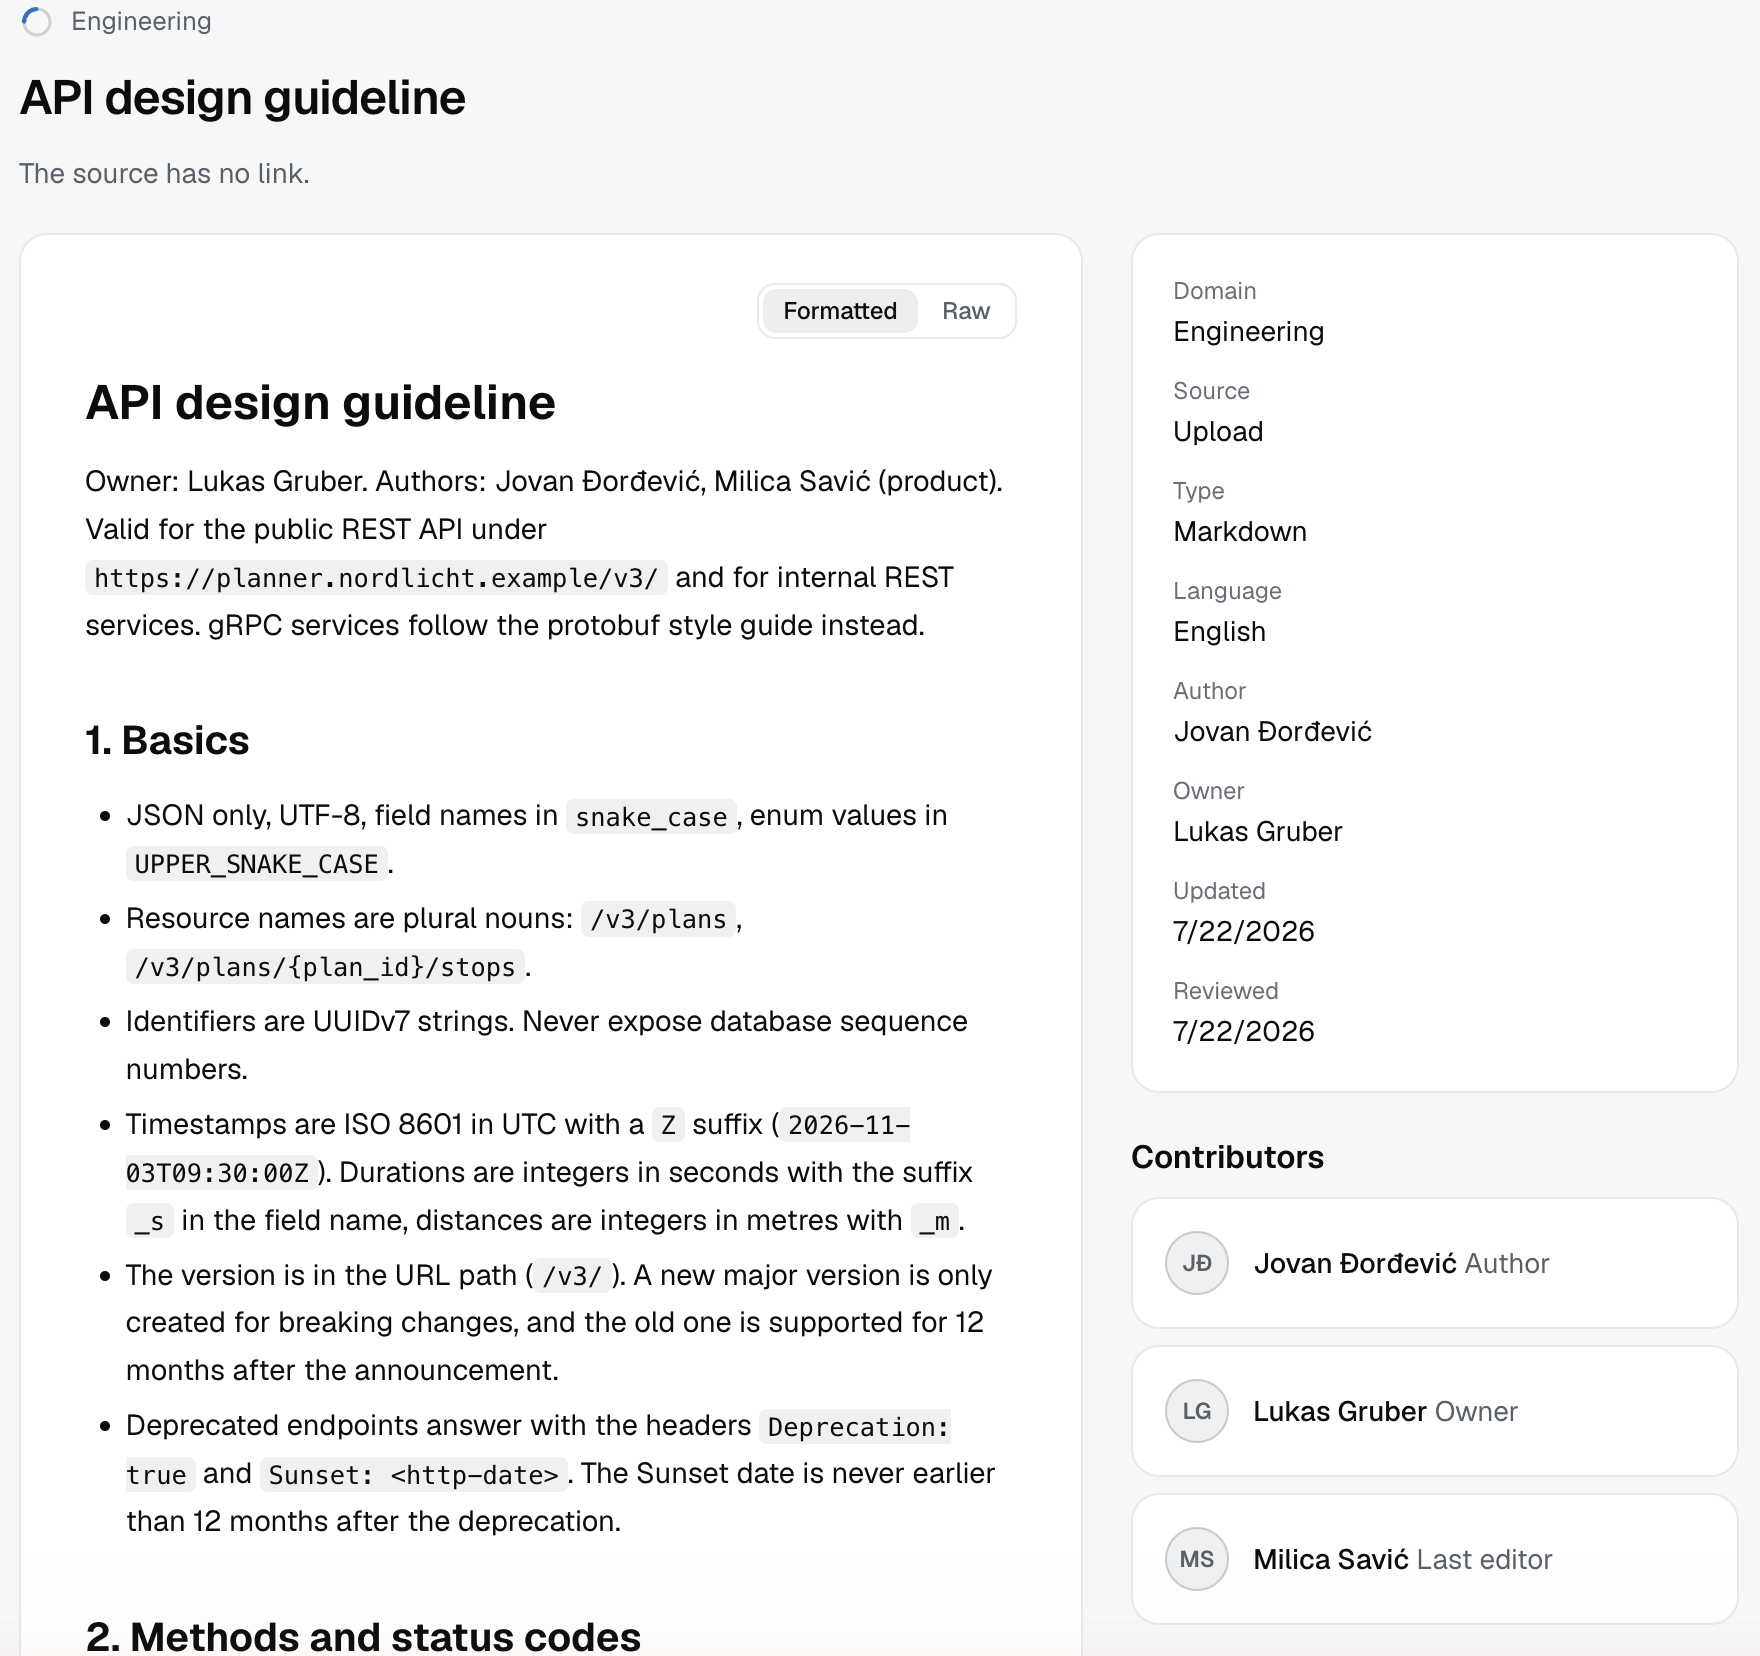 Engineering
API design guideline
The source has no link.
Formatted Raw
API design guideline
Owner: Lukas Gruber. Authors: Jovan Đorđević, Milica Savić (product).
Valid for the public REST API under
https://planner.nordlicht.example/v3/ and for internal REST
services. gRPC services follow the protobuf style guide instead.
1. Basics
• JSON only, UTF-8, field names in snake_case, enum values in
UPPER_SNAKE_CASE.
• Resource names are plural nouns: /v3/plans,
/v3/plans/{plan_id}/stops.
• Identifiers are UUIDv7 strings. Never expose database sequence
numbers.
• Timestamps are ISO 8601 in UTC with a Z suffix (2026-11-
03T09:30:00Z). Durations are integers in seconds with the suffix
_s in the field name, distances are integers in metres with _m.
• The version is in the URL path (/v3/). A new major version is only
created for breaking changes, and the old one is supported for 12
months after the announcement.
• Deprecated endpoints answer with the headers Deprecation:
true and Sunset: <http-date>. The Sunset date is never earlier
than 12 months after the deprecation.
2. Methods and status codes
Domain
Engineering
Source
Upload
Type
Markdown
Language
English
Author
Jovan Đorđević
Owner
Lukas Gruber
Updated
7/22/2026
Reviewed
7/22/2026
Contributors
JĐ Jovan Đorđević Author
LG Lukas Gruber Owner
MS Milica Savić Last editor